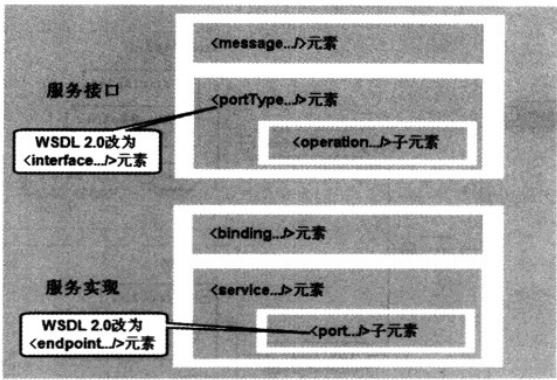 <message.../>元素
服务接口
<portType.../>元素
WSDL 2.0改为
<interface.../>元素
<operation.../>子元素
<binding.../>元素
服务实现
<service.../>元素
WSDL 2.0改为
<endpoint.../>元素
<port.../>子元素